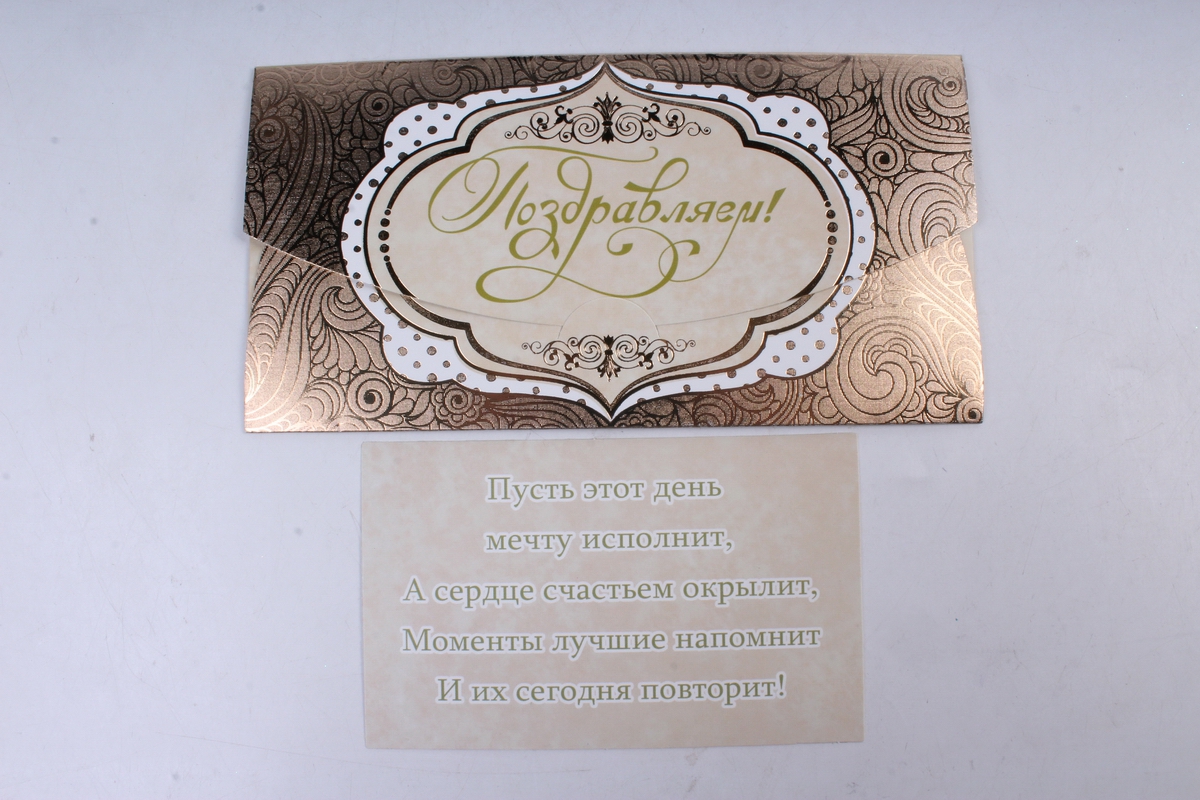 Поздравляем!
Пусть этот день
мечту исполнит,
А сердце счастьем окрылит,
Моменты лучшие напомнит
И их сегодня повторит!